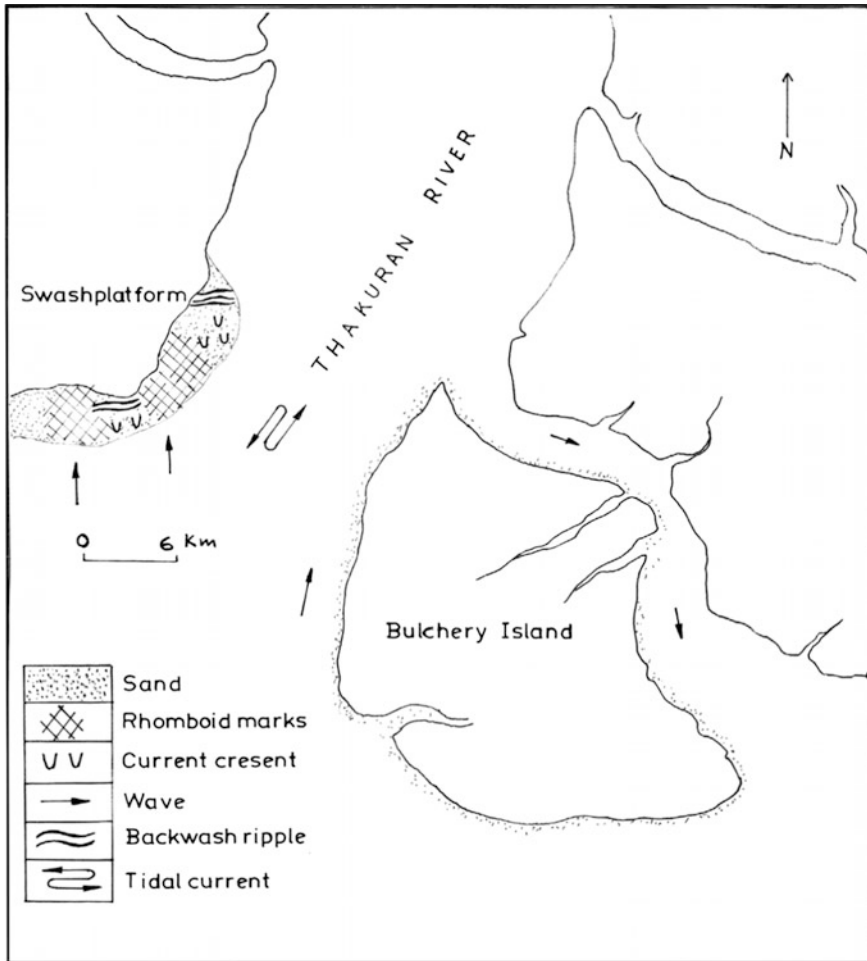 N
THAKURAN RIVER
Swashplatform
0 6 Km
Bulchery Island
Sand
Rhomboid marks
Current cresent
Wave
Backwash ripple
Tidal current